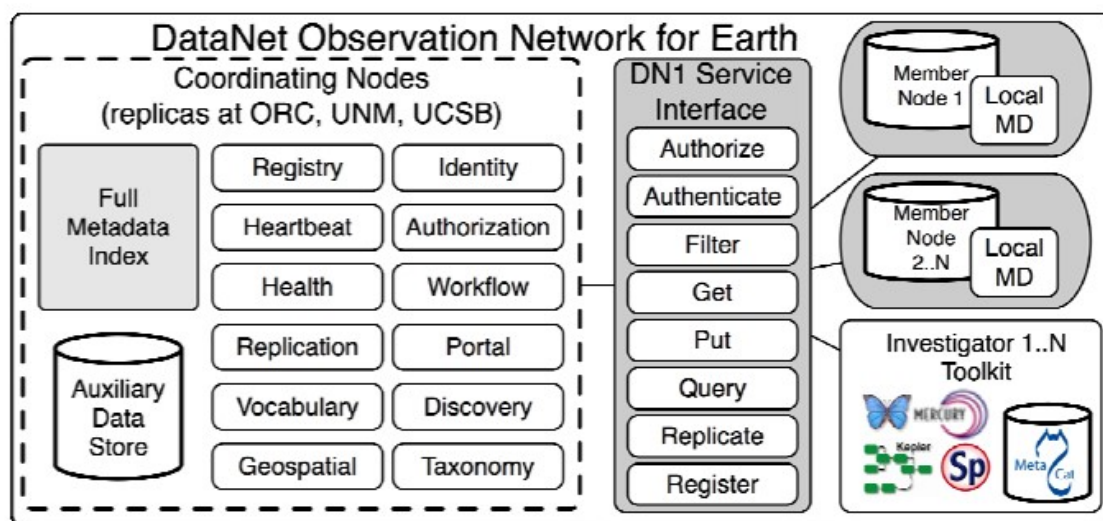 DataNet Observation Network for Earth
Coordinating Nodes
(replicas at ORC, UNM, UCSB)
Full
Metadata
Index
Auxiliary
Data
Store
Registry
Identity
Heartbeat
Authorization
Health
Workflow
Replication
Portal
Vocabulary
Discovery
Geospatial
Taxonomy
DN1 Service
Interface
Authorize
Authenticate
Filter
Get
Put
Query
Replicate
Register
Member
Node 1
Local
MD
Member
Node
2..N
Local
MD
Investigator 1..N
Toolkit
MERCURY
Kepler
Sp
Meta
Cat